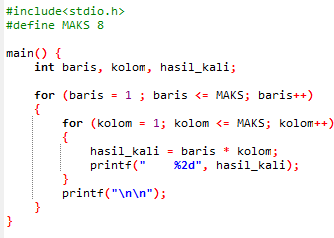 #include<stdio.h>
#define MAKS 8
main() {
int baris, kolom, hasil_kali;
for (baris = 1 ; baris <= MAKS; baris++)
{
for (kolom = 1; kolom <= MAKS; kolom++)
{
hasil_kali = baris * kolom;
printf("    %2d", hasil_kali);
}
printf("\n\n");
}
}